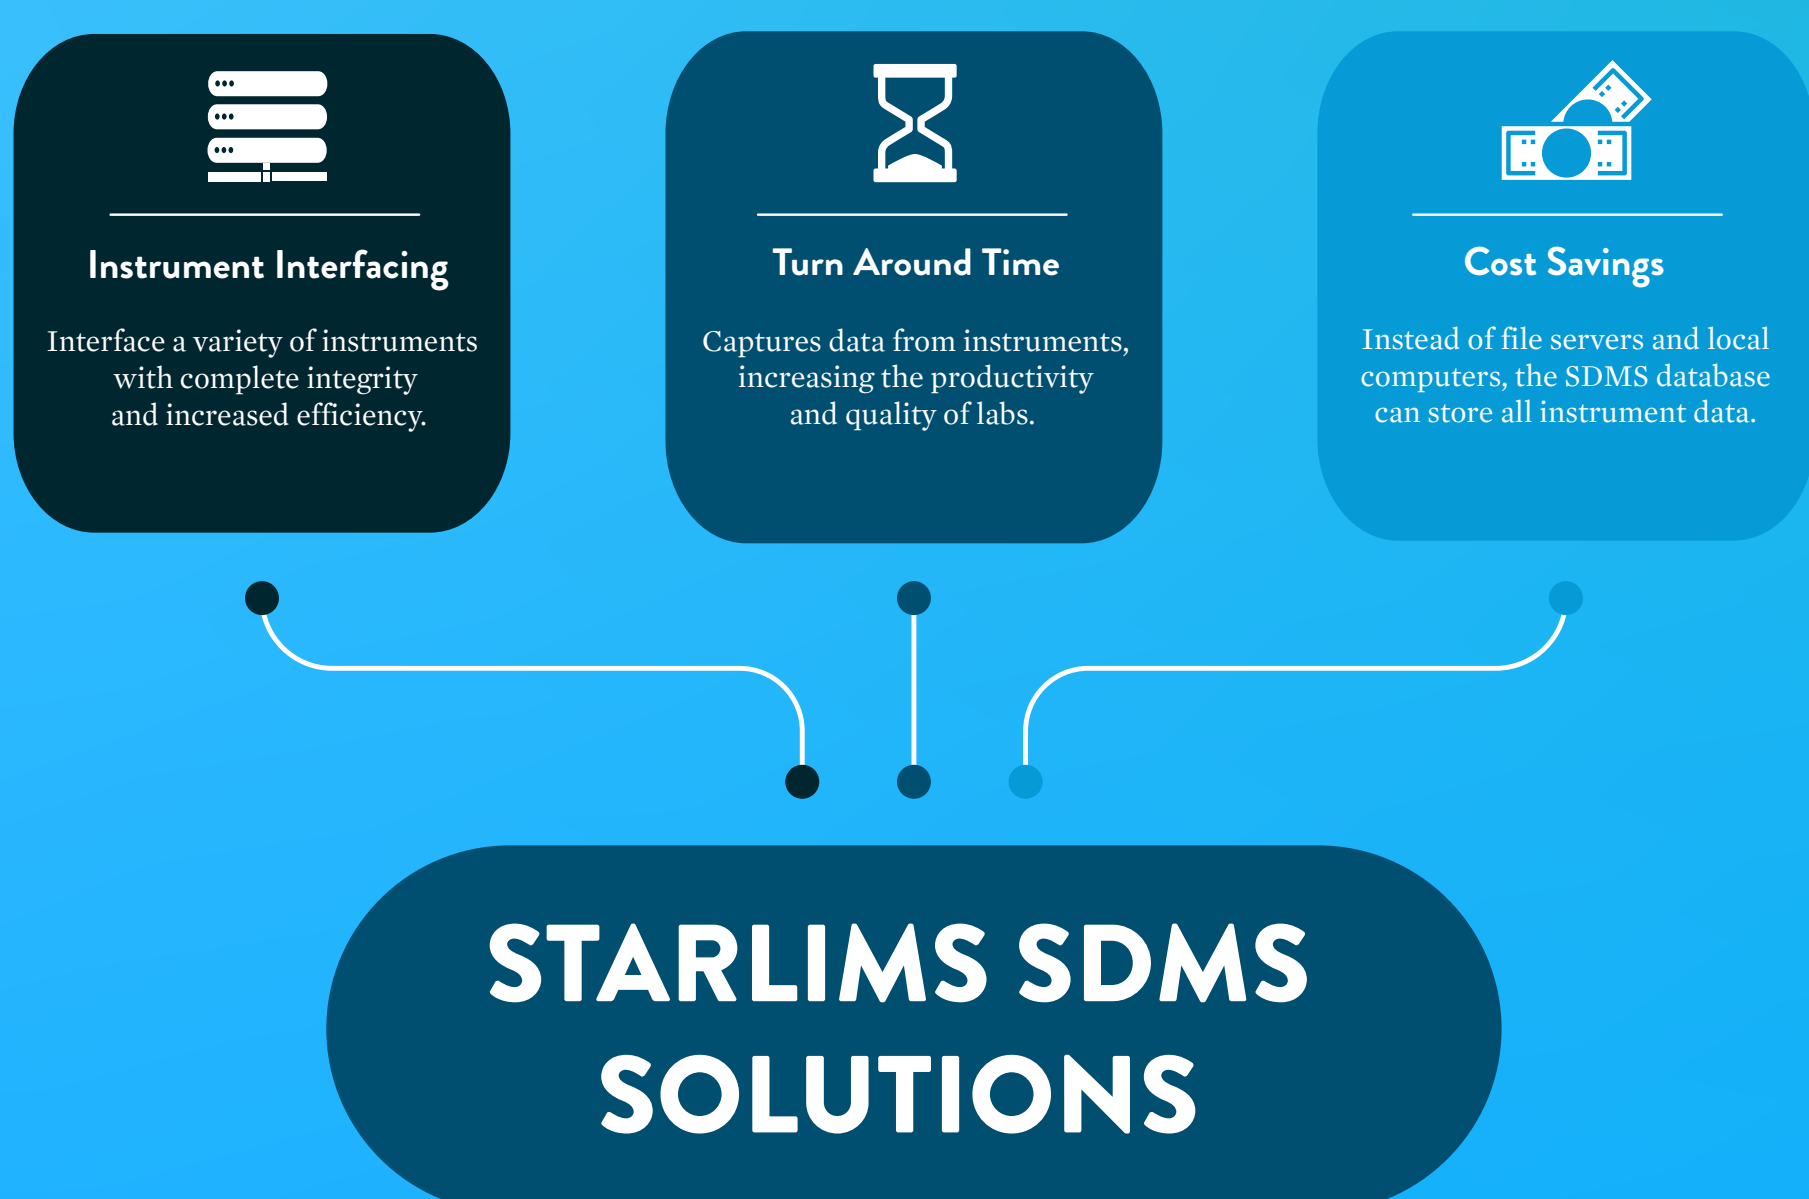 Instrument Interfacing
Interface a variety of instruments
with complete integrity
and increased efficiency.
Turn Around Time
Captures data from instruments,
increasing the productivity
and quality of labs.
Cost Savings
Instead of file servers and local
computers, the SDMS database
can store all instrument data.
STARLIMS SDMS
SOLUTIONS